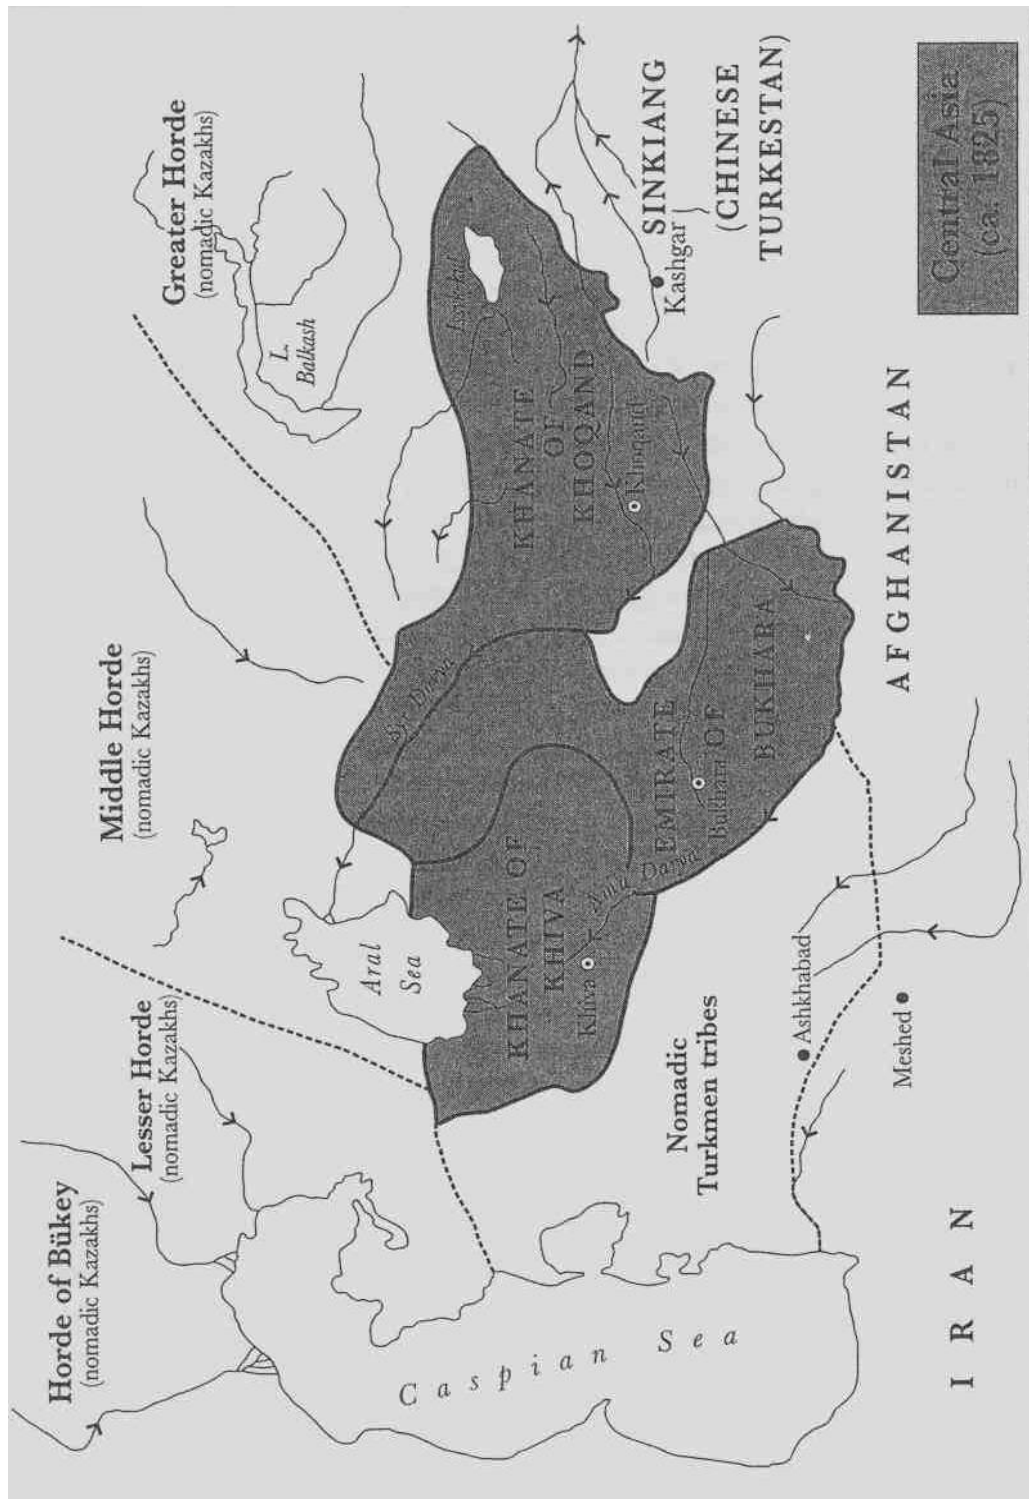 Horde of Bükey
(nomadic Kazakhs)
Lesser Horde
(nomadic Kazakhs)
Middle Horde
(nomadic Kazakhs)
Greater Horde
(nomadic Kazakhs)
L.
Balkash
Aral
Sea
Syr Darya
Issyk-kul
KHANATE
OF
KHOQAND
Khoqand
SINKIANG
(CHINESE
TURKESTAN)
Kashgar
KHANATE OF
KHIVA
Khiva
Amu Darya
EMIRATE
OF
BUKHARA
Bukhara
Caspian Sea
Nomadic
Turkmen tribes
Ashkhabad
Meshed
IRAN
AFGHANISTAN
Central Asia
(ca. 1825)